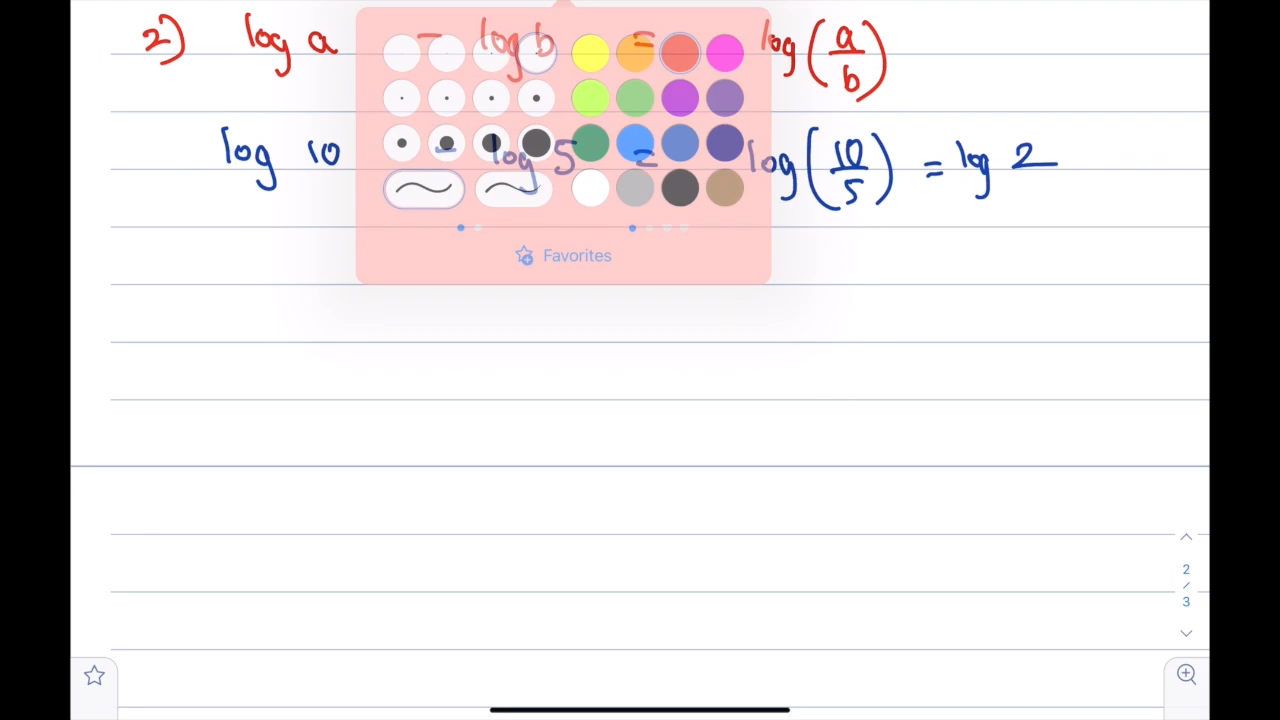 2) log a - log b = log(a/b)
log 10 - log 5 = log(10/5) = log 2
Favorites
2
/
3